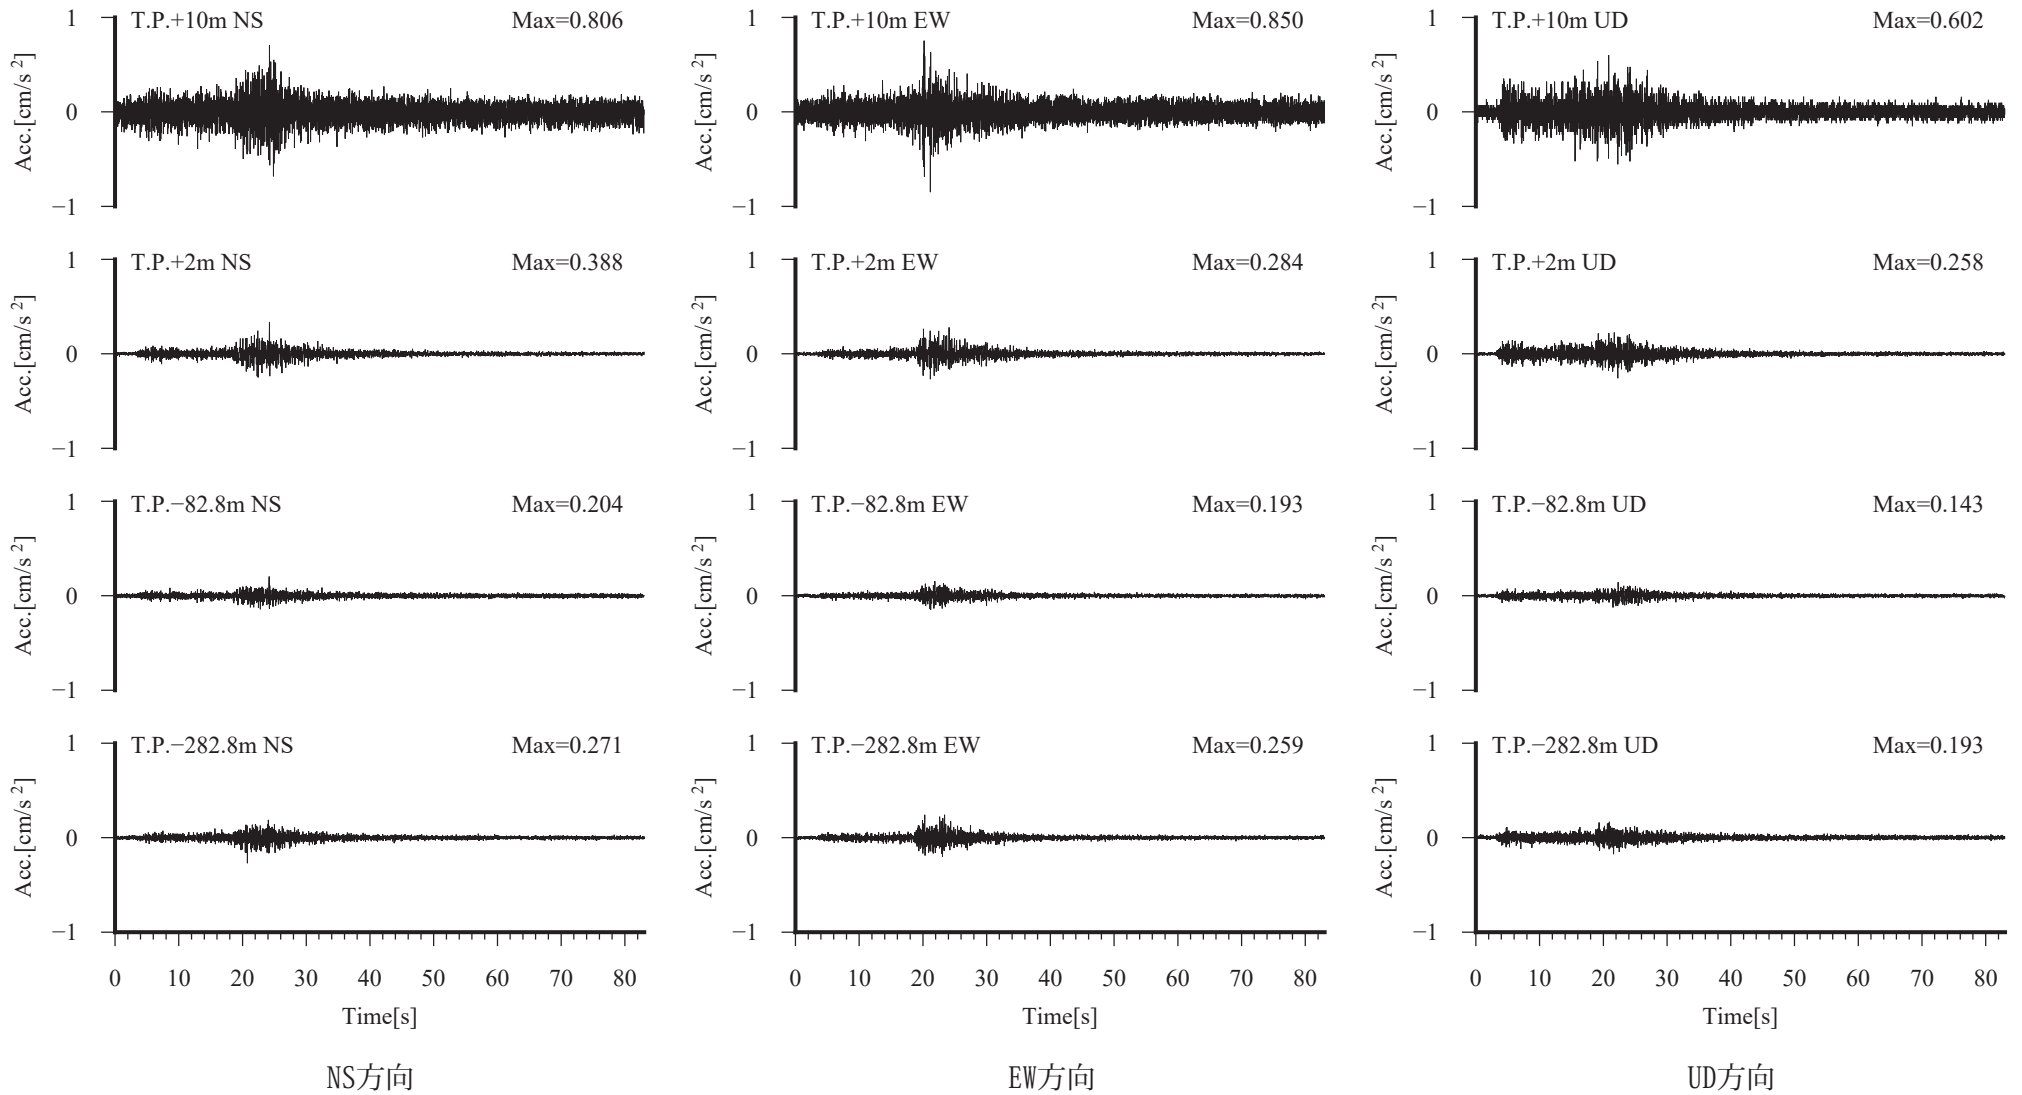 T.P.+10m NS Max=0.806
1
0
−1
Acc.[cm/s²]
T.P.+10m EW Max=0.850
1
0
−1
Acc.[cm/s²]
T.P.+10m UD Max=0.602
1
0
−1
Acc.[cm/s²]
T.P.+2m NS Max=0.388
1
0
−1
Acc.[cm/s²]
T.P.+2m EW Max=0.284
1
0
−1
Acc.[cm/s²]
T.P.+2m UD Max=0.258
1
0
−1
Acc.[cm/s²]
T.P.−82.8m NS Max=0.204
1
0
−1
Acc.[cm/s²]
T.P.−82.8m EW Max=0.193
1
0
−1
Acc.[cm/s²]
T.P.−82.8m UD Max=0.143
1
0
−1
Acc.[cm/s²]
T.P.−282.8m NS Max=0.271
1
0
−1
Acc.[cm/s²]
T.P.−282.8m EW Max=0.259
1
0
−1
Acc.[cm/s²]
T.P.−282.8m UD Max=0.193
1
0
−1
Acc.[cm/s²]
0 10 20 30 40 50 60 70 80
Time[s]
NS方向
0 10 20 30 40 50 60 70 80
Time[s]
EW方向
0 10 20 30 40 50 60 70 80
Time[s]
UD方向